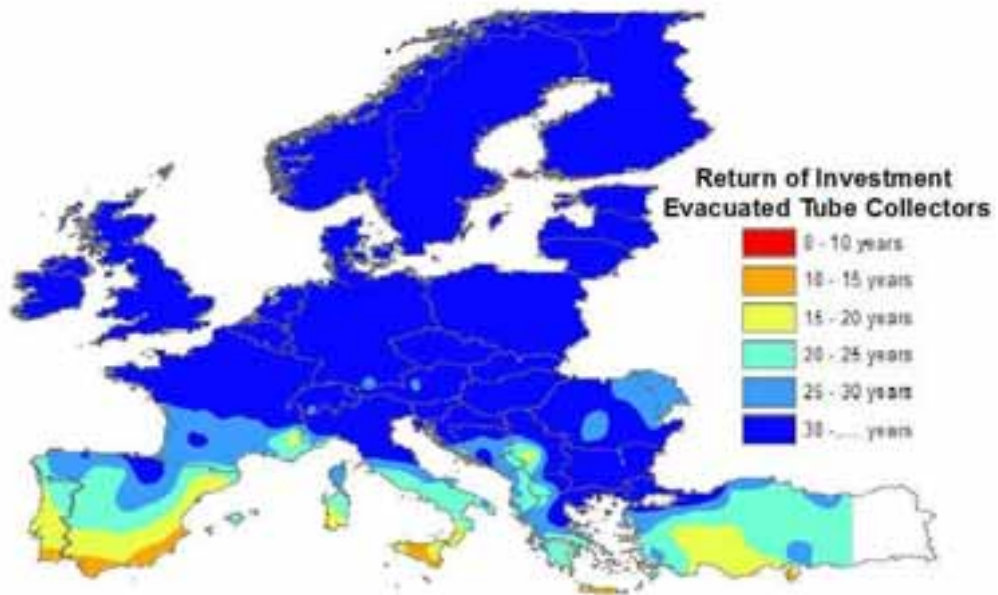 Return of Investment
Evacuated Tube Collectors
0 - 10 years
10 - 15 years
15 - 20 years
20 - 25 years
25 - 30 years
30 -..... years